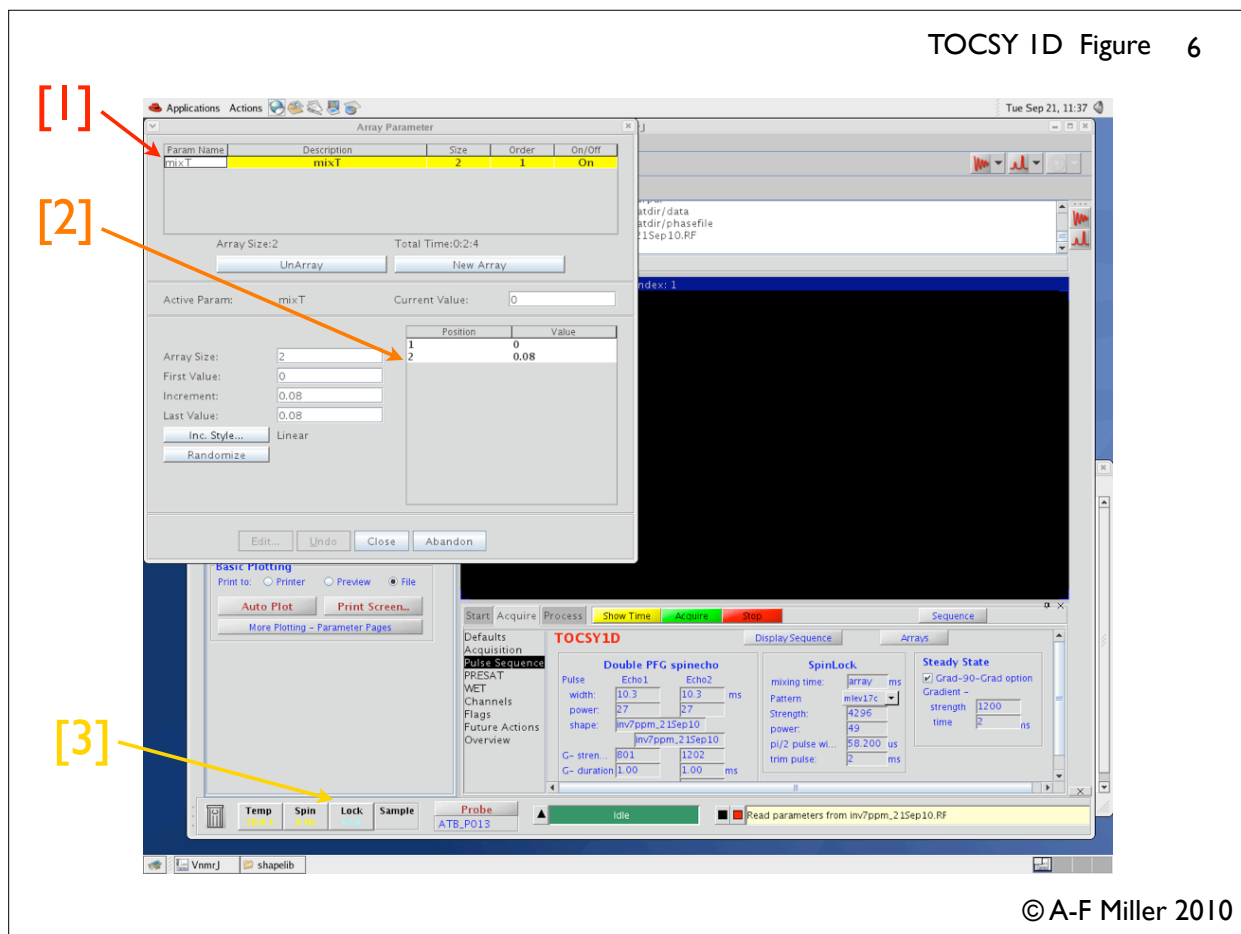 TOCSY 1D Figure 6
[1]
Applications Actions
Tue Sep 21, 11:37
Array Parameter
Param Name Description Size Order On/Off
mixT mixT 2 1 On
atdir/data
atdir/phasefile
21Sep10.RF
[2]
Array Size:2 Total Time:0:2:4
UnArray New Array
ndex: 1
Active Param: mixT Current Value: 0
Position Value
1 0
2 0.08
Array Size: 2
First Value: 0
Increment: 0.08
Last Value: 0.08
Inc. Style... Linear
Randomize
Edit... Undo Close Abandon
Basic Plotting
Print to: Printer Preview File
Auto Plot Print Screen...
More Plotting - Parameter Pages
Start Acquire Process Show Time Acquire Stop Sequence
Defaults
Acquisition
Pulse Sequence
PRESAT
WET
Channels
Flags
Future Actions
Overview
TOCSY1D Display Sequence Arrays
Double PFG spinecho
Pulse Echo1 Echo2
width: 10.3 10.3 ms
power: 27 27
shape: inv7ppm_21Sep10
inv7ppm_21Sep10
G- stren... 801 1202
G- duration 1.00 1.00 ms
SpinLock
mixing time: array ms
Pattern mlev17c
Strength: 4296
power: 49
pi/2 pulse wi... 58.200 us
trim pulse: 2 ms
Steady State
Grad-90-Grad option
Gradient -
strength 1200
time 2 ns
[3]
Temp Spin Lock Sample
Probe
ATB_P013
Idle
Read parameters from inv7ppm_21Sep10.RF
VnmrJ shapelib
© A-F Miller 2010